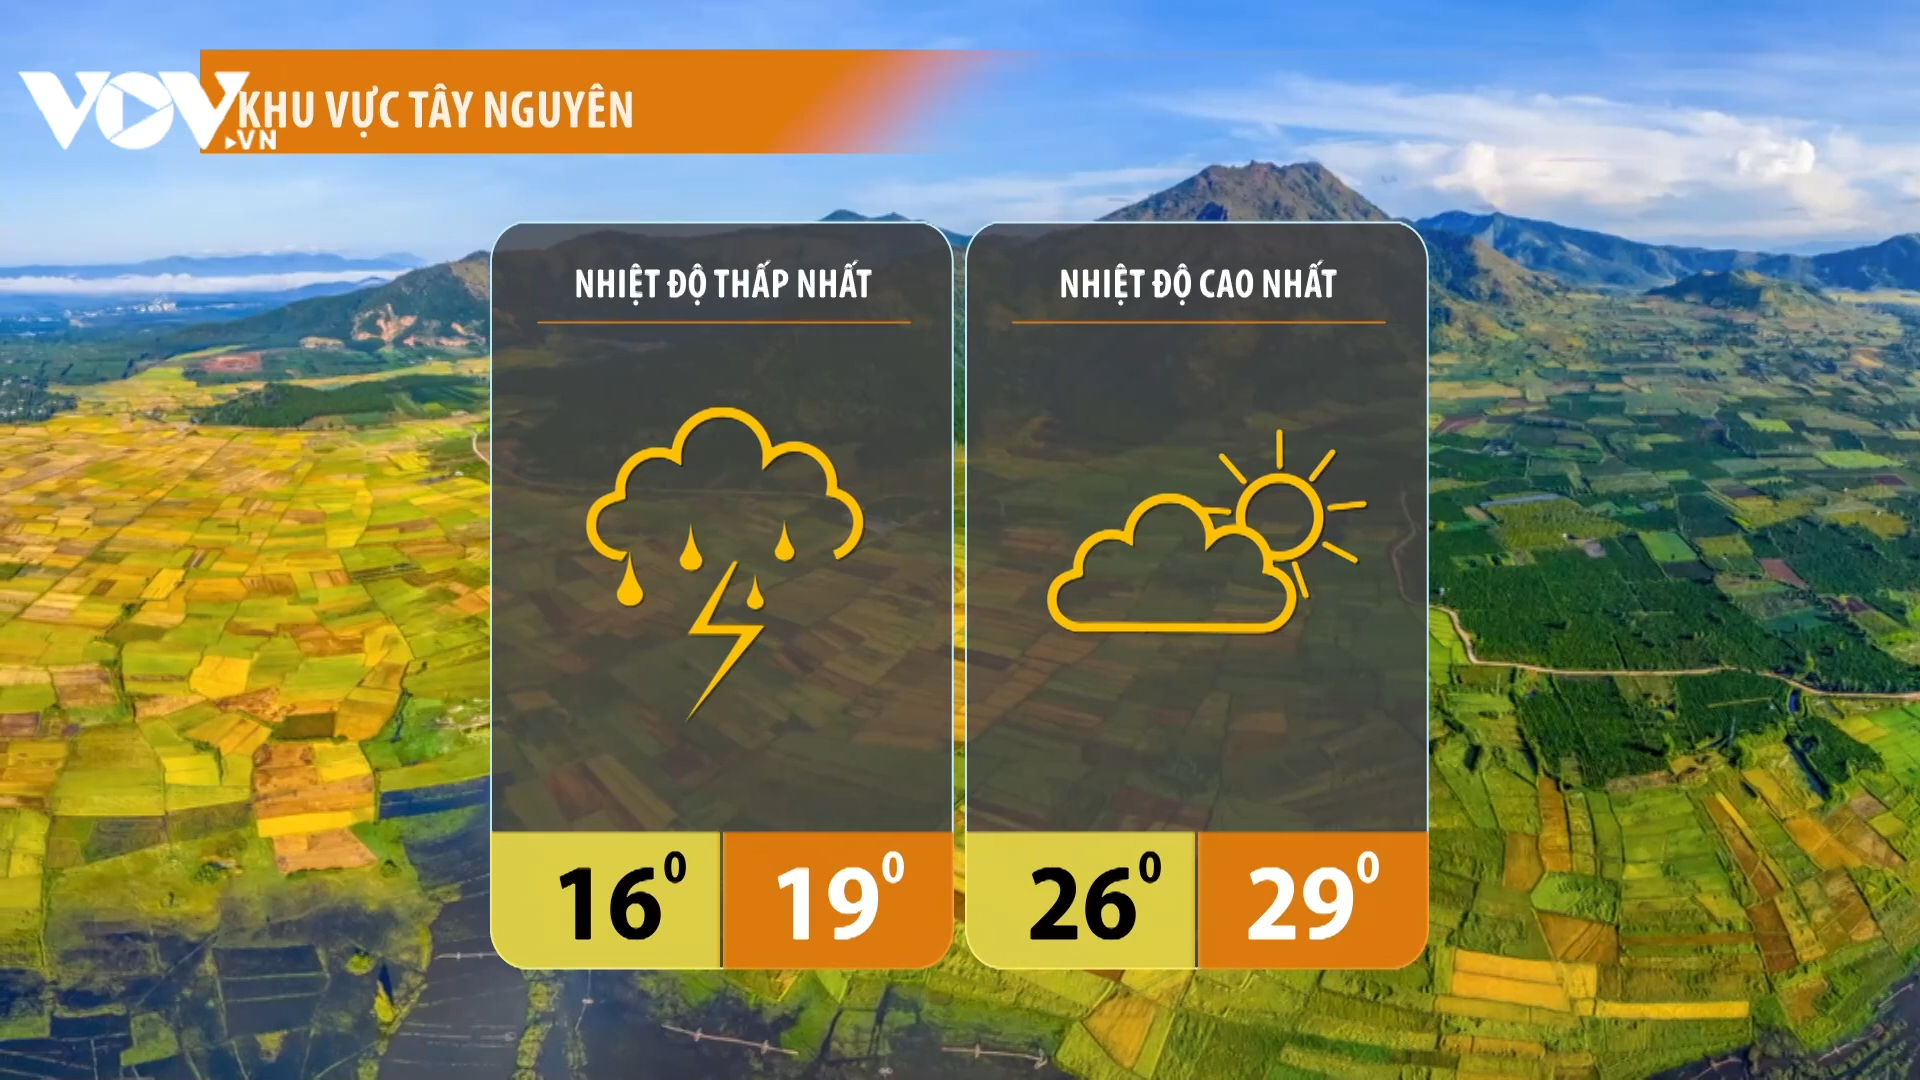 VOV
.VN
KHU VỰC TÂY NGUYÊN
NHIỆT ĐỘ THẤP NHẤT
NHIỆT ĐỘ CAO NHẤT
16⁰ 19⁰
26⁰ 29⁰